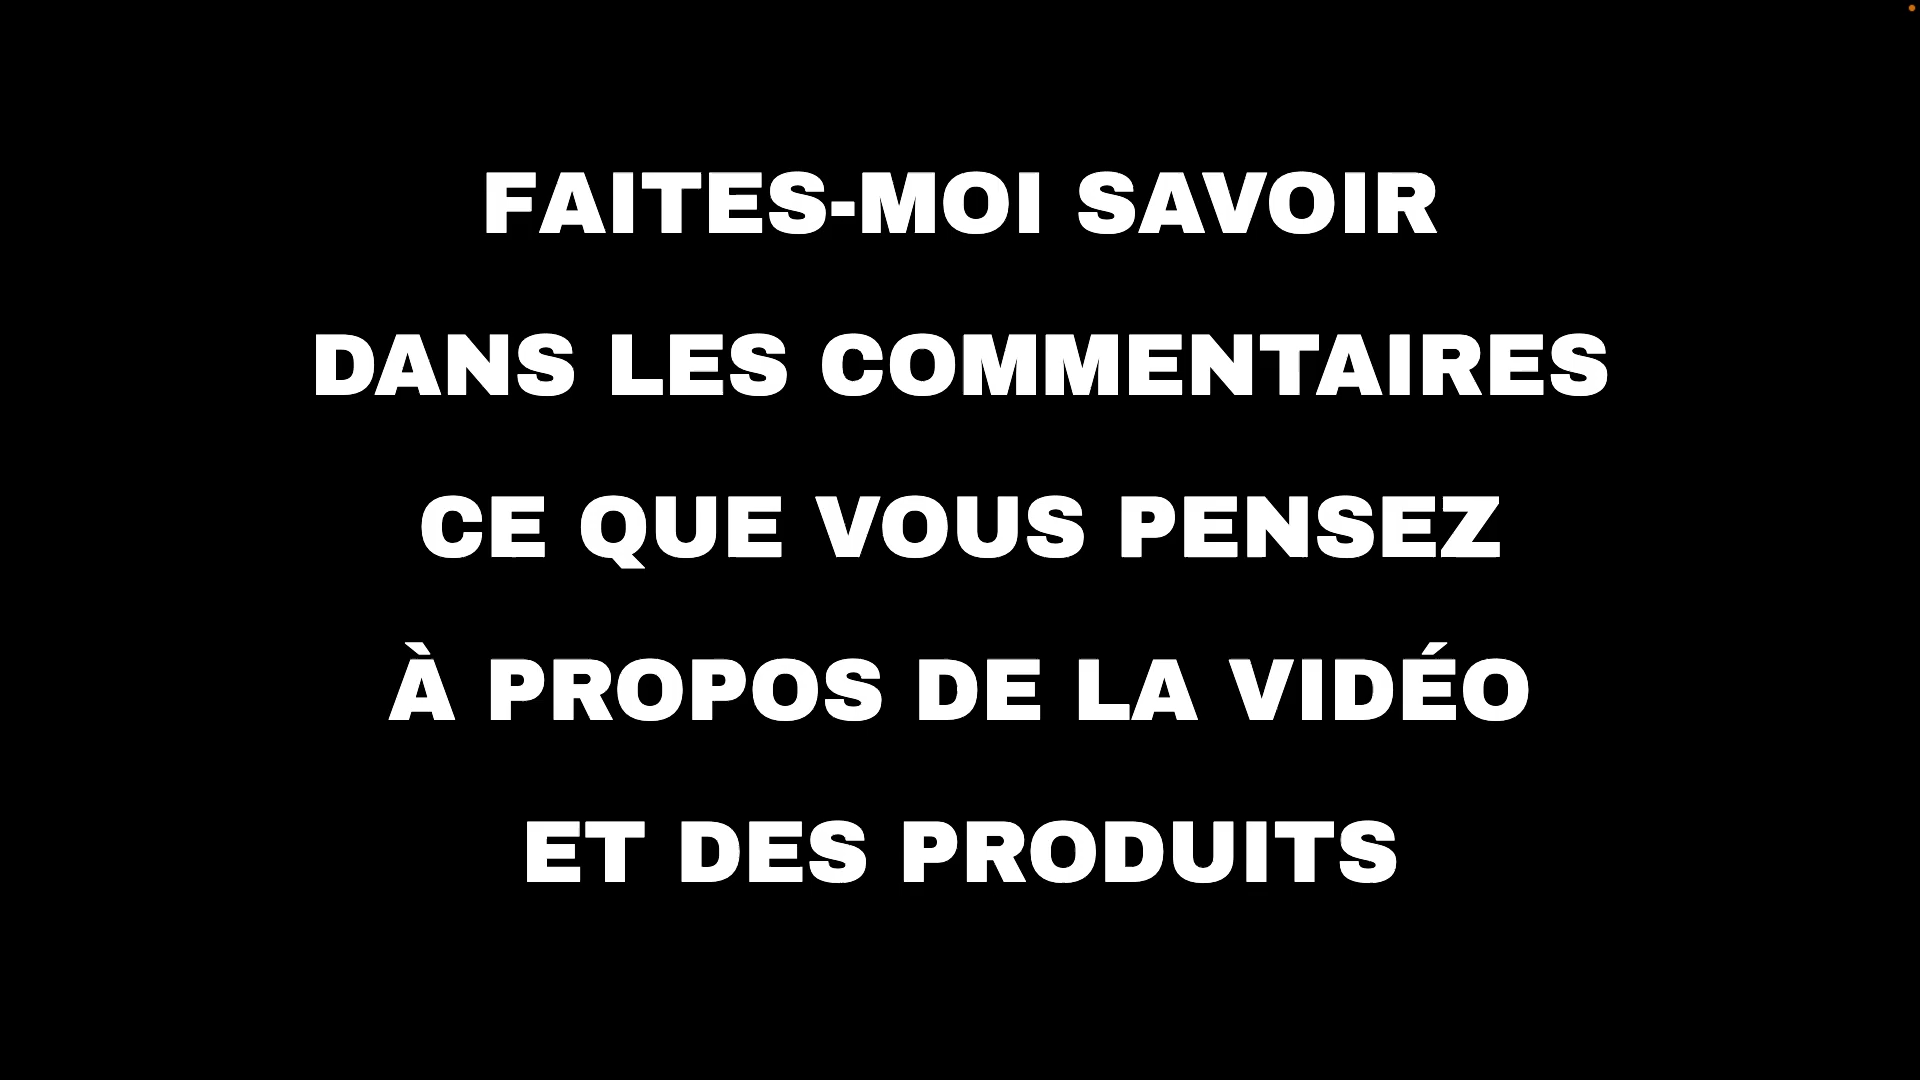 FAITES-MOI SAVOIR
DANS LES COMMENTAIRES
CE QUE VOUS PENSEZ
À PROPOS DE LA VIDÉO
ET DES PRODUITS